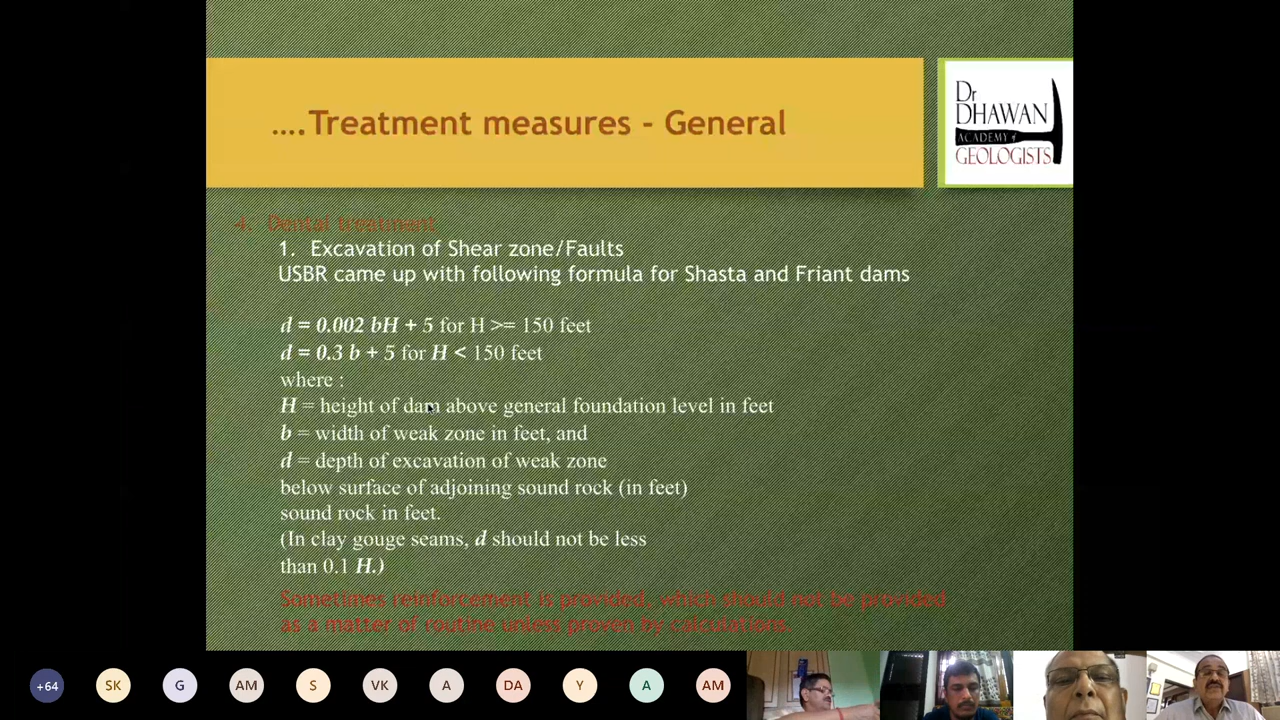 ....Treatment measures - General
Dr
DHAWAN
ACADEMY of
GEOLOGISTS
4. Dental treatment
1. Excavation of Shear zone/Faults
USBR came up with following formula for Shasta and Friant dams
d = 0.002 bH + 5 for H >= 150 feet
d = 0.3 b + 5 for H < 150 feet
where :
H = height of dam above general foundation level in feet
b = width of weak zone in feet, and
d = depth of excavation of weak zone
below surface of adjoining sound rock (in feet)
sound rock in feet.
(In clay gouge seams, d should not be less
than 0.1 H.)
Sometimes reinforcement is provided, which should not be provided
as a matter of routine unless proven by calculations.
+64 SK G AM S VK A DA Y A AM